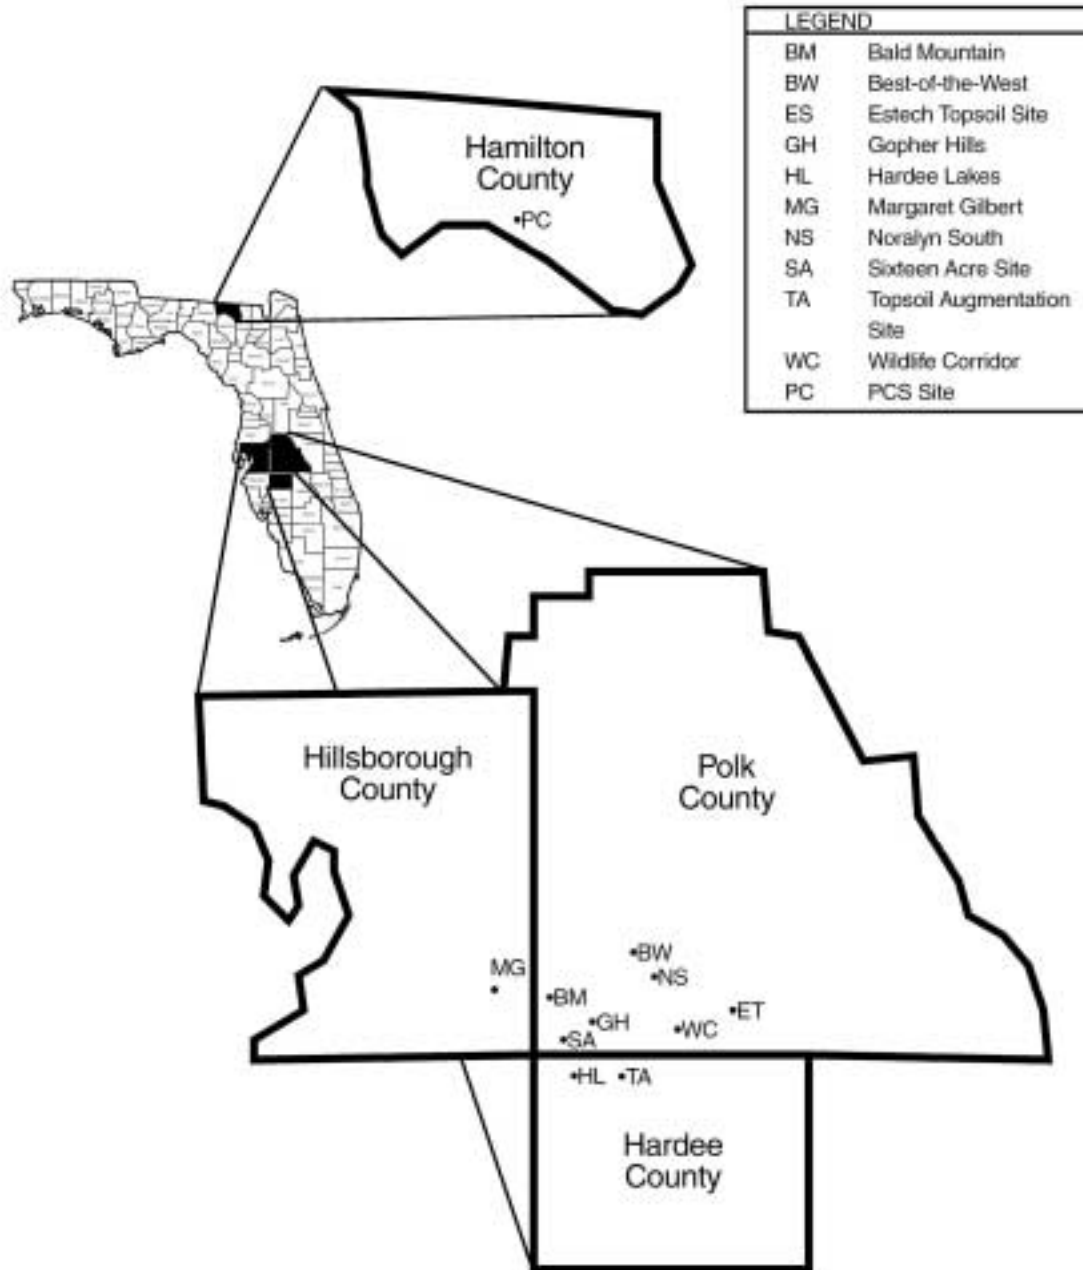 LEGEND
BM Bald Mountain
BW Best-of-the-West
ES Estech Topsoil Site
GH Gopher Hills
HL Hardee Lakes
MG Margaret Gilbert
NS Noralyn South
SA Sixteen Acre Site
TA Topsoil Augmentation
Site
WC Wildlife Corridor
PC PCS Site
Hamilton
County
•PC
Hillsborough
County
Polk
County
MG
•BW
•NS
•BM
•ET
•GH
•WC
•SA
•HL
•TA
Hardee
County